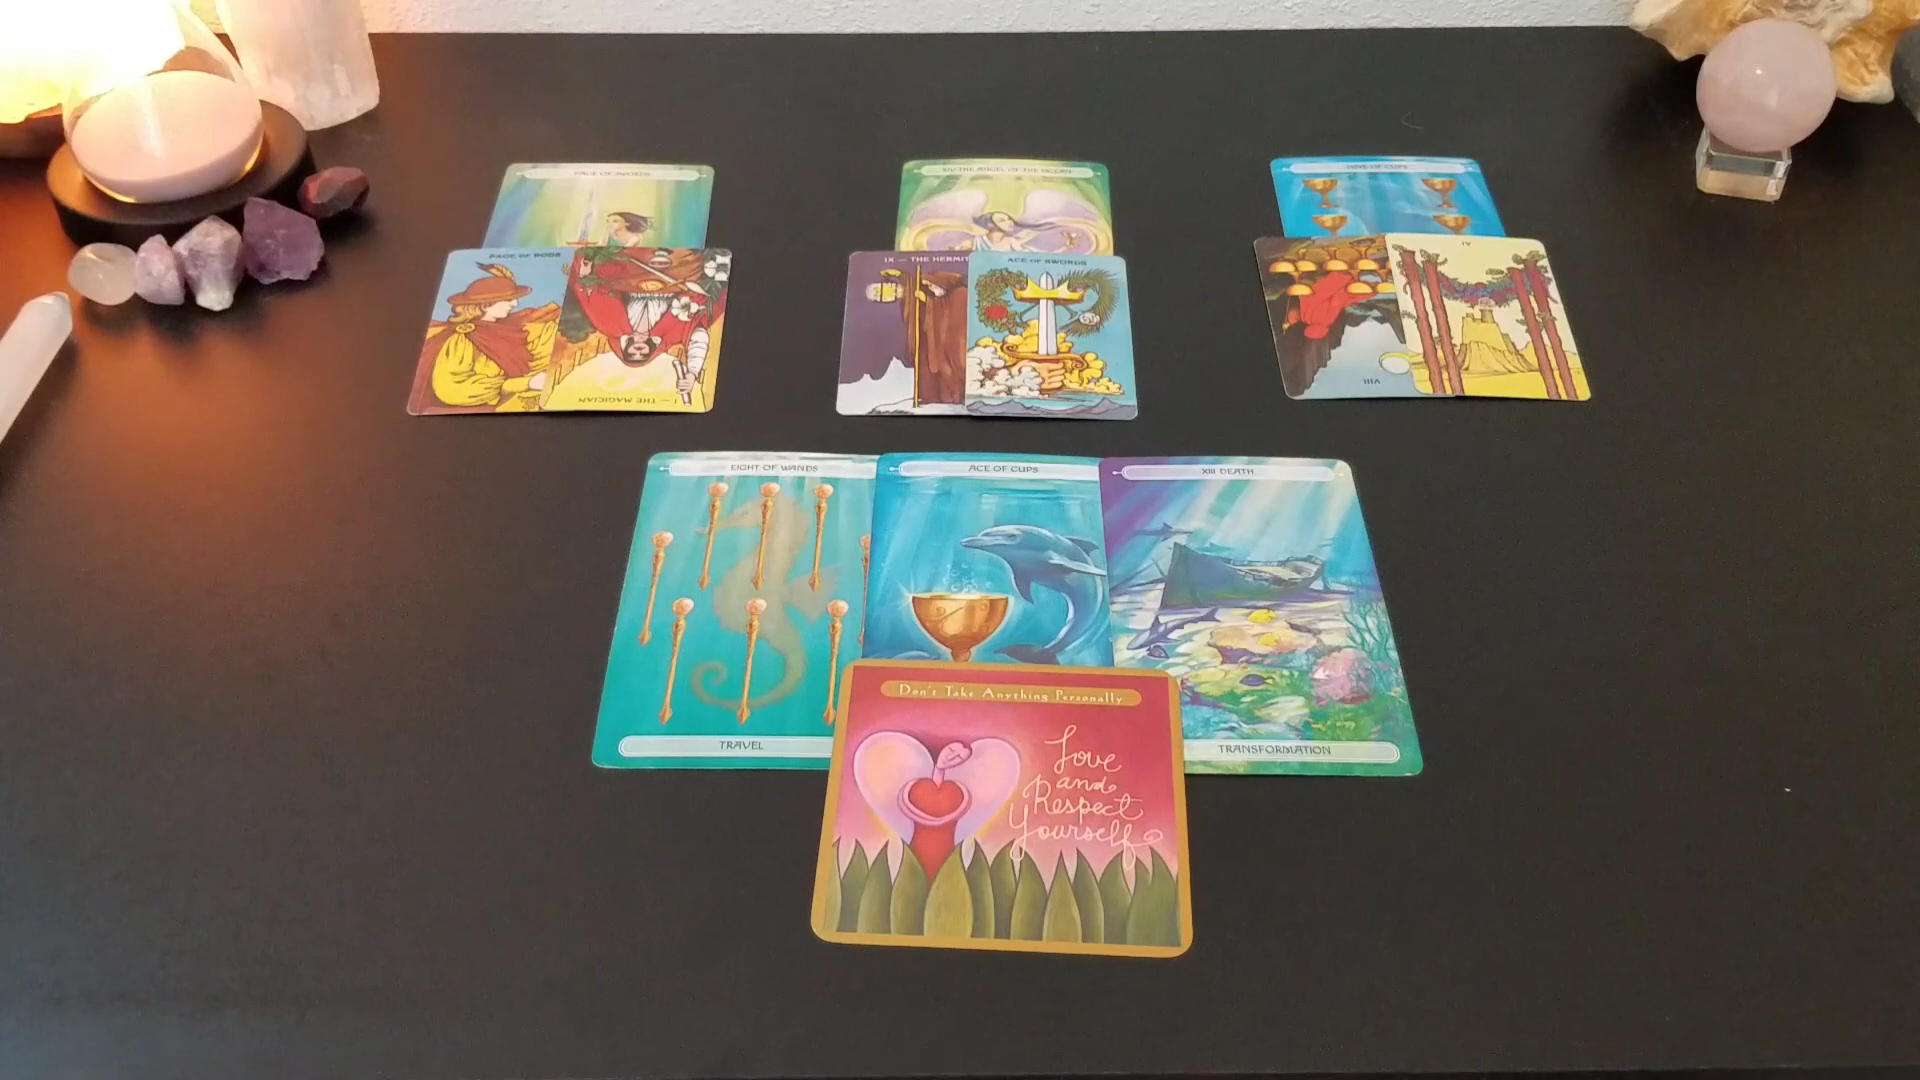 PAGE OF SWORDS
XIV THE ANGEL OF THE OCEAN
NINE OF CUPS
PAGE OF RODS
I — THE MAGICIAN
IX — THE HERMIT
ACE OF SWORDS
VIII
IV
EIGHT OF WANDS
ACE OF CUPS
XIII DEATH
TRAVEL
TRANSFORMATION
Don't Take Anything Personally
Love
and
Respect
Yourself